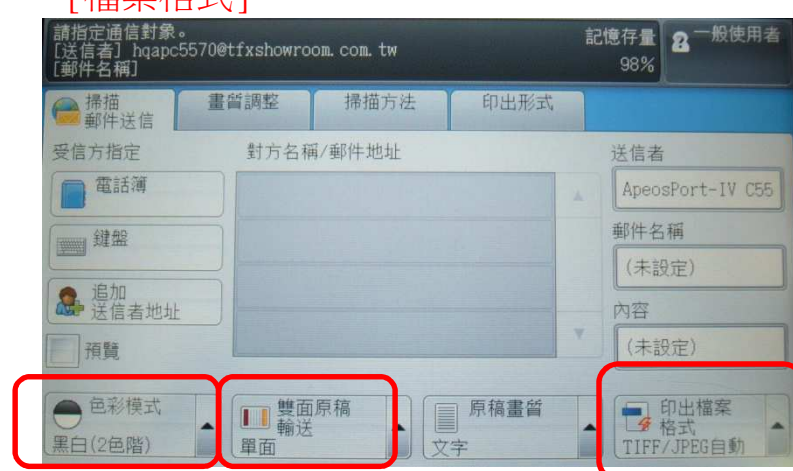 [檔案格式]
請指定通信對象。
[送信者] hqapc5570@tfxshowroom.com.tw
[郵件名稱]
記憶存量
98%
一般使用者
掃描
郵件送信
畫質調整
掃描方法
印出形式
受信方指定
對方名稱/郵件地址
送信者
電話簿
ApeosPort-IV C55
鍵盤
郵件名稱
(未設定)
追加
送信者地址
內容
預覽
(未設定)
色彩模式
黑白(2色階)
雙面原稿
輸送
單面
原稿畫質
文字
印出檔案
格式
TIFF/JPEG自動